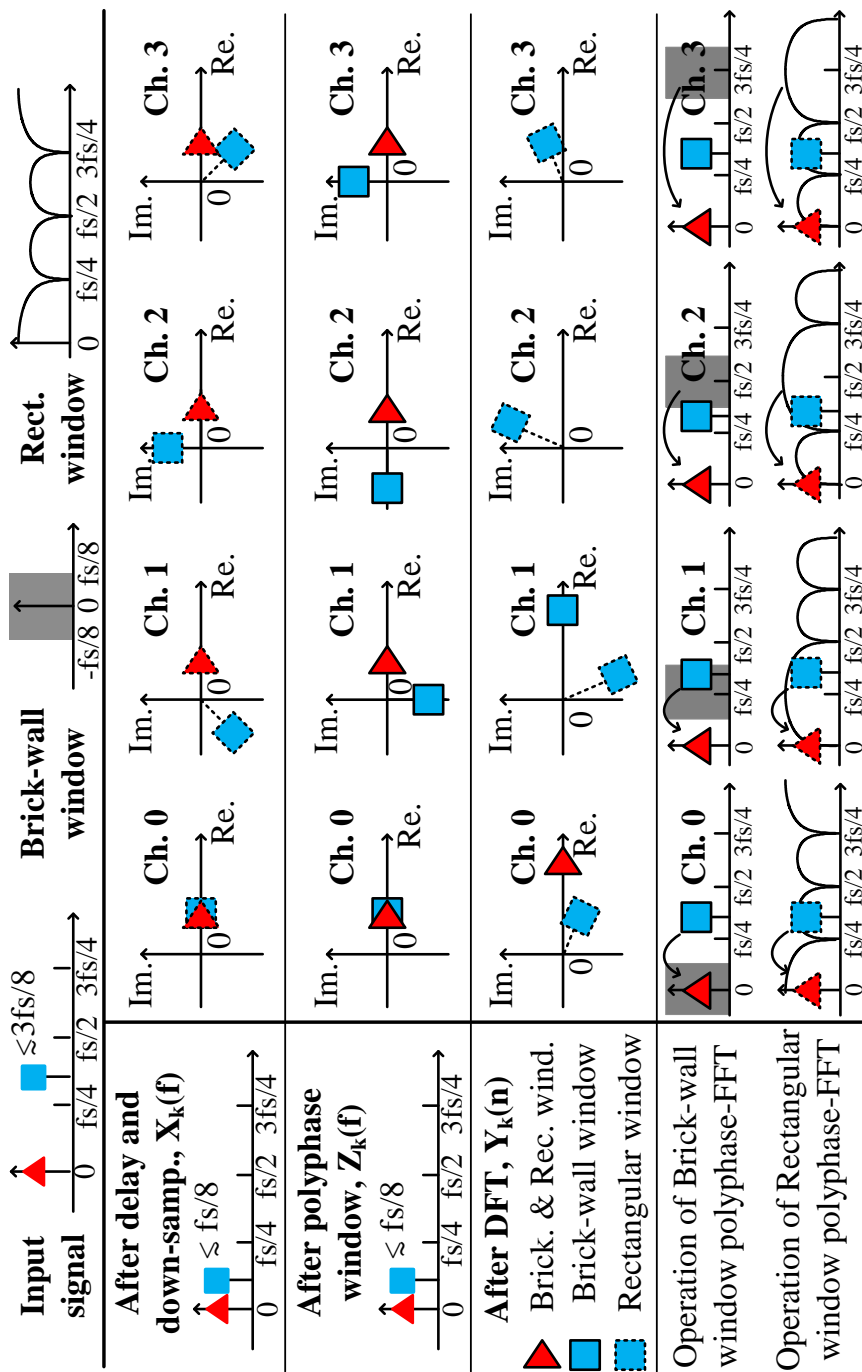 Input
signal
≤3fs/8
0 fs/4 fs/2 3fs/4
Brick-wall
window
-fs/8 0 fs/8
Rect.
window
0 fs/4 fs/2 3fs/4
After delay and
down-samp., X_k(f)
≤ fs/8
0 fs/4 fs/2 3fs/4
Im. Ch. 0 0 Re.
Im. Ch. 1 0 Re.
Im. Ch. 2 0 Re.
Im. Ch. 3 0 Re.
After polyphase
window, Z_k(f)
≤ fs/8
0 fs/4 fs/2 3fs/4
Im. Ch. 0 0 Re.
Im. Ch. 1 0 Re.
Im. Ch. 2 0 Re.
Im. Ch. 3 0 Re.
After DFT, Y_k(n)
Brick. & Rec. wind.
Brick-wall window
Rectangular window
Im. 0 Re.
Im. 0 Re.
Im. 0 Re.
Im. 0 Re.
Operation of Brick-wall
window polyphase-FFT
Ch. 0
0 fs/4 fs/2 3fs/4
Ch. 1
0 fs/4 fs/2 3fs/4
Ch. 2
0 fs/4 fs/2 3fs/4
Ch. 3
0 fs/4 fs/2 3fs/4
Operation of Rectangular
window polyphase-FFT
0 fs/4 fs/2 3fs/4
0 fs/4 fs/2 3fs/4
0 fs/4 fs/2 3fs/4
0 fs/4 fs/2 3fs/4